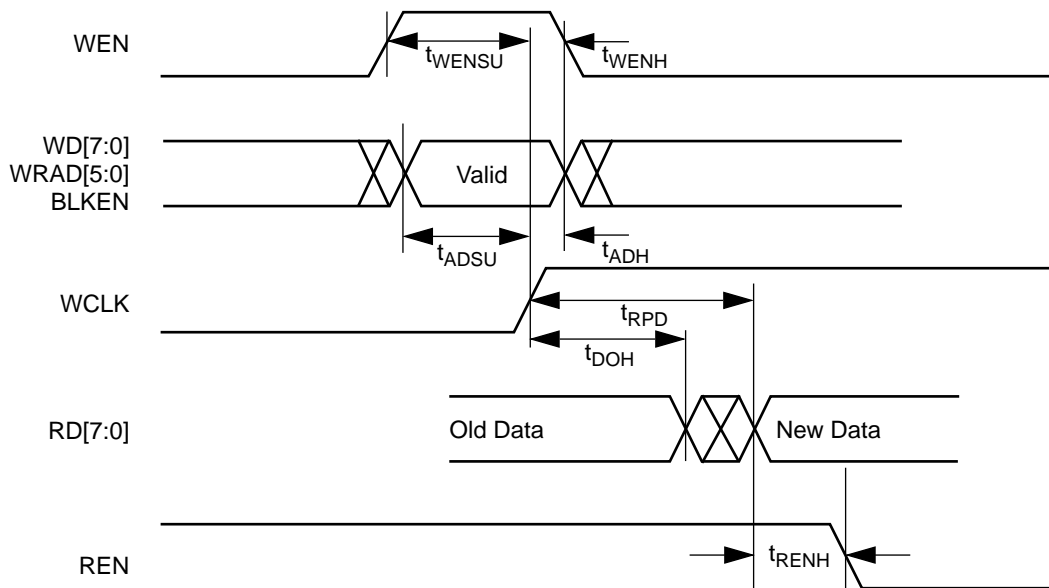 WEN
tWENSU
tWENH
WD[7:0]
WRAD[5:0]
BLKEN
Valid
tADSU
tADH
WCLK
tRPD
tDOH
RD[7:0]
Old Data
New Data
REN
tRENH